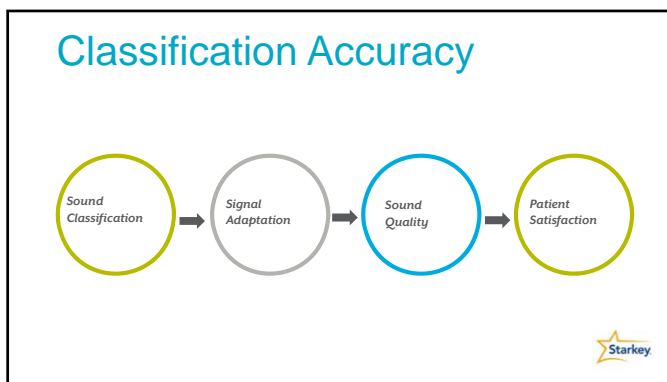 Classification Accuracy
Sound
Classification
Signal
Adaptation
Sound
Quality
Patient
Satisfaction
Starkey